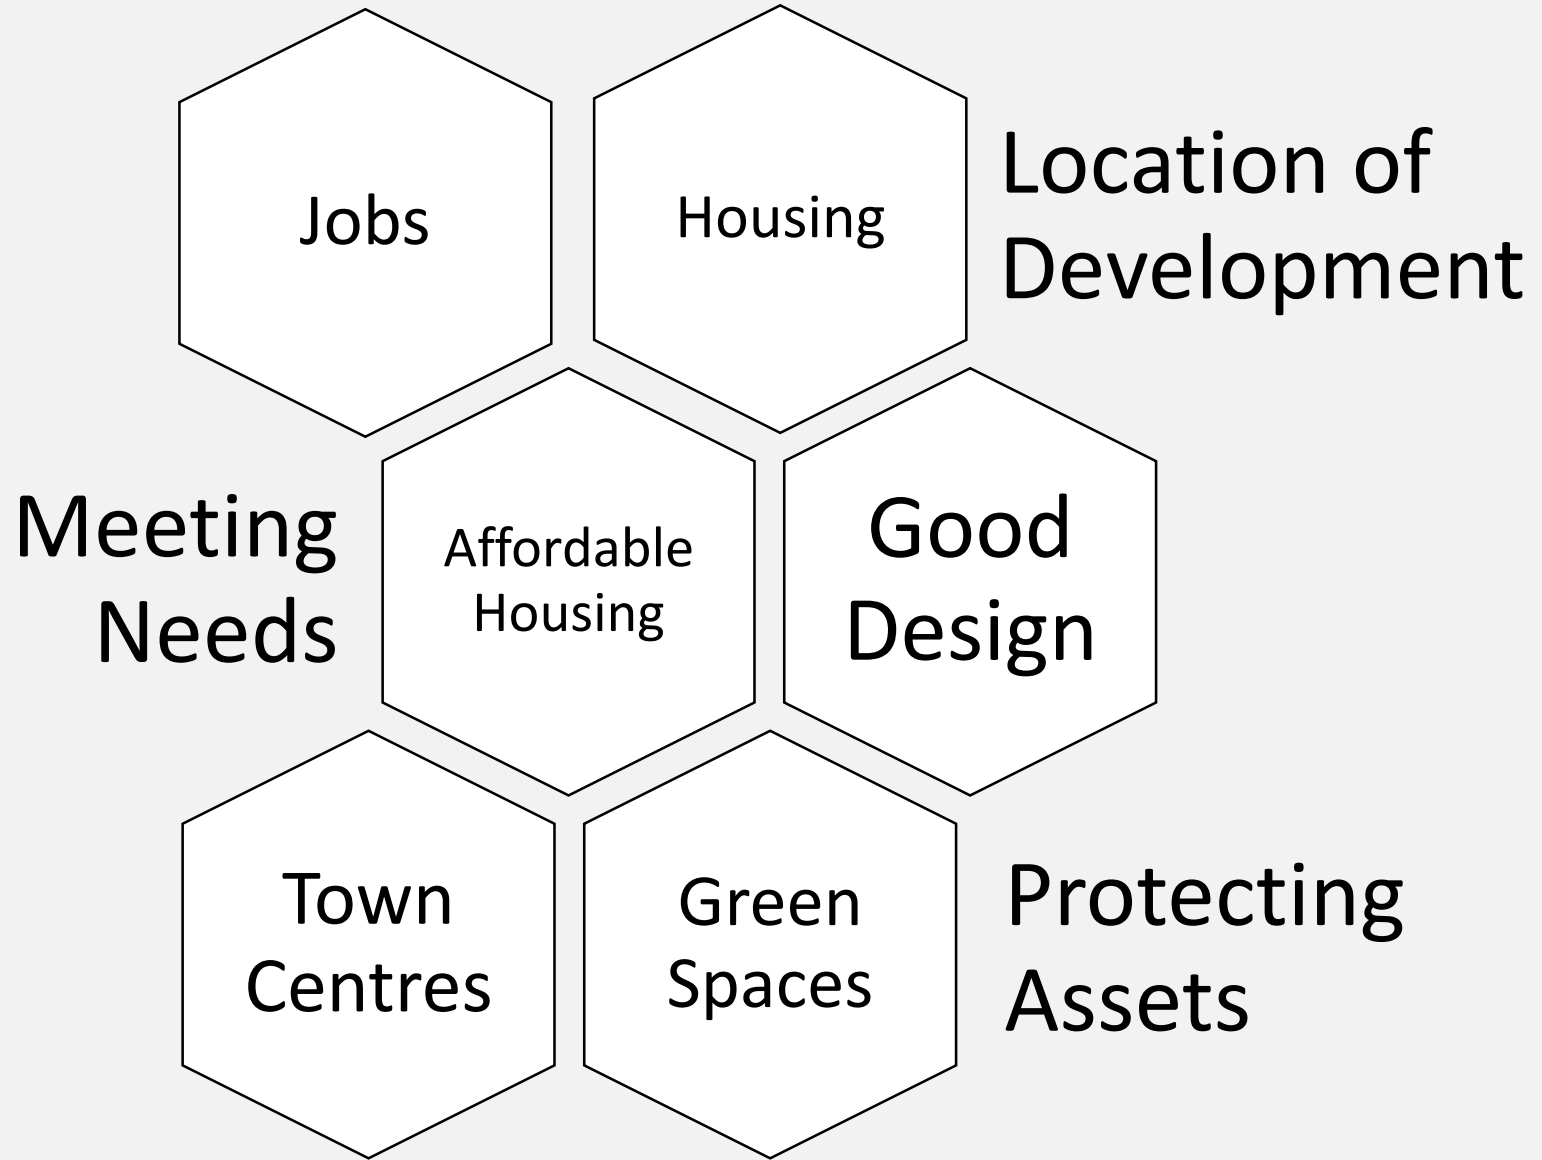 Jobs
Housing
Location of
Development
Meeting
Needs
Affordable
Housing
Good
Design
Town
Centres
Green
Spaces
Protecting
Assets